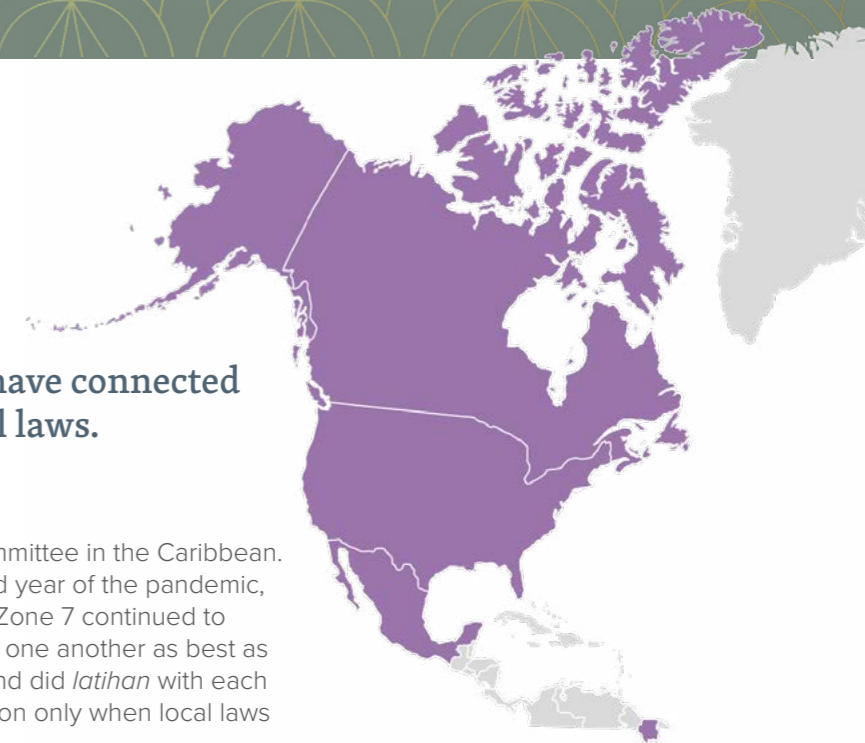 have connected
l laws.
mmittee in the Caribbean.
d year of the pandemic,
Zone 7 continued to
one another as best as
nd did latihan with each
on only when local laws